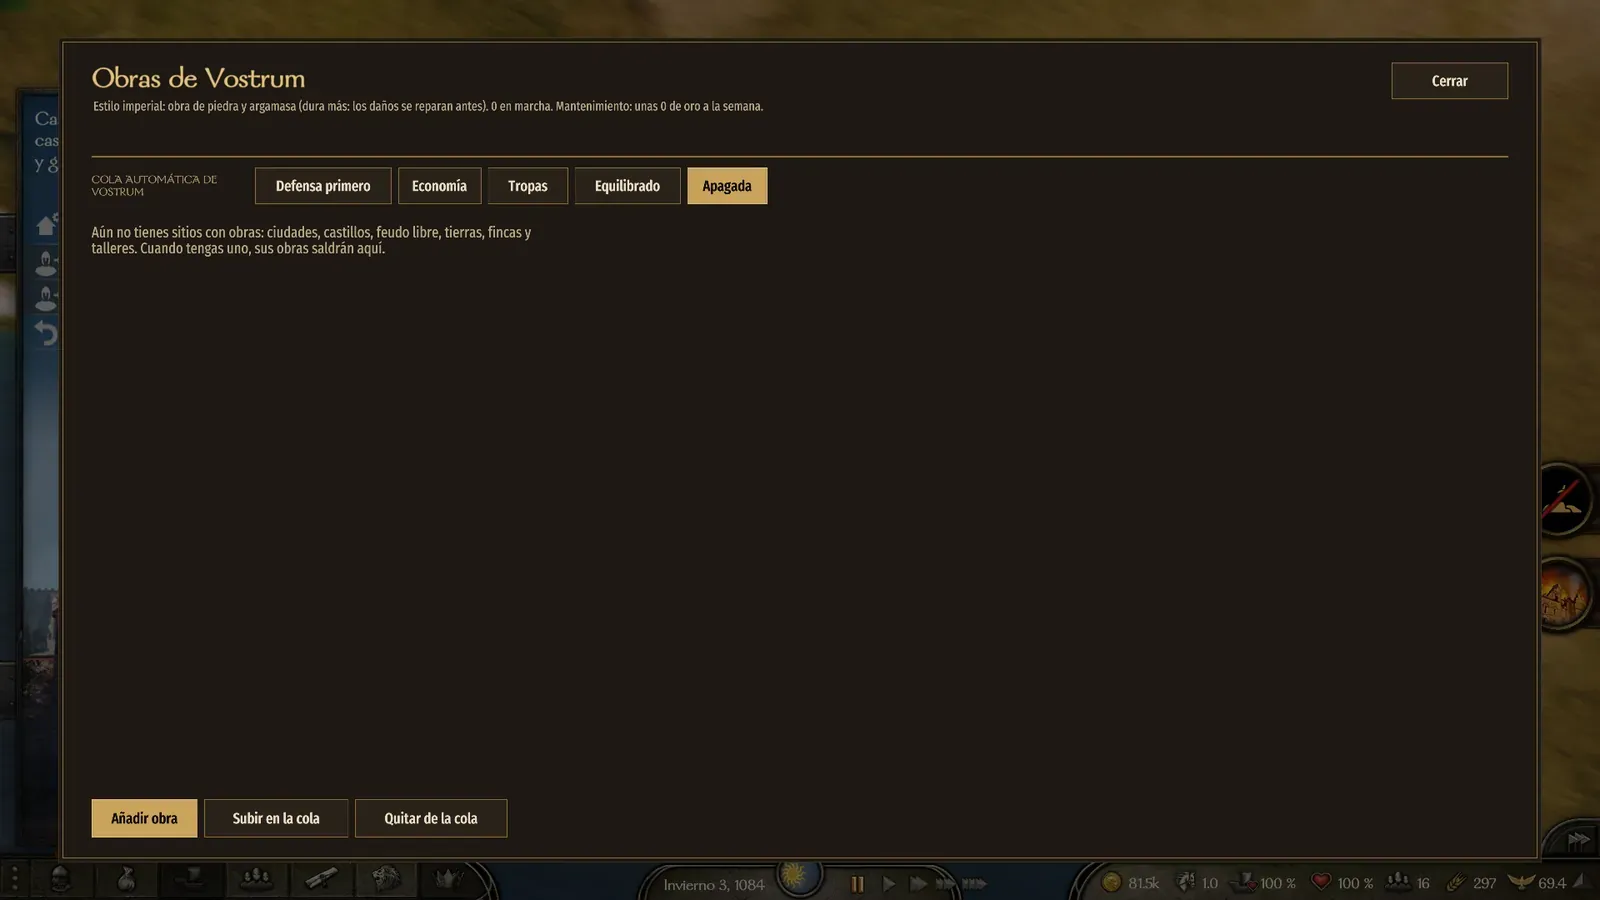 Obras de Vostrum
Cerrar
Estilo imperial: obra de piedra y argamasa (dura más: los daños se reparan antes). 0 en marcha. Mantenimiento: unas 0 de oro a la semana.
Ca
cas
y g
COLA AUTOMÁTICA DE
VOSTRUM
Defensa primero
Economía
Tropas
Equilibrado
Apagada
Aún no tienes sitios con obras: ciudades, castillos, feudo libre, tierras, fincas y
talleres. Cuando tengas uno, sus obras saldrán aquí.
Añadir obra
Subir en la cola
Quitar de la cola
Invierno 3, 1084
81.5k
1.0
100 %
100 %
16
297
69.4